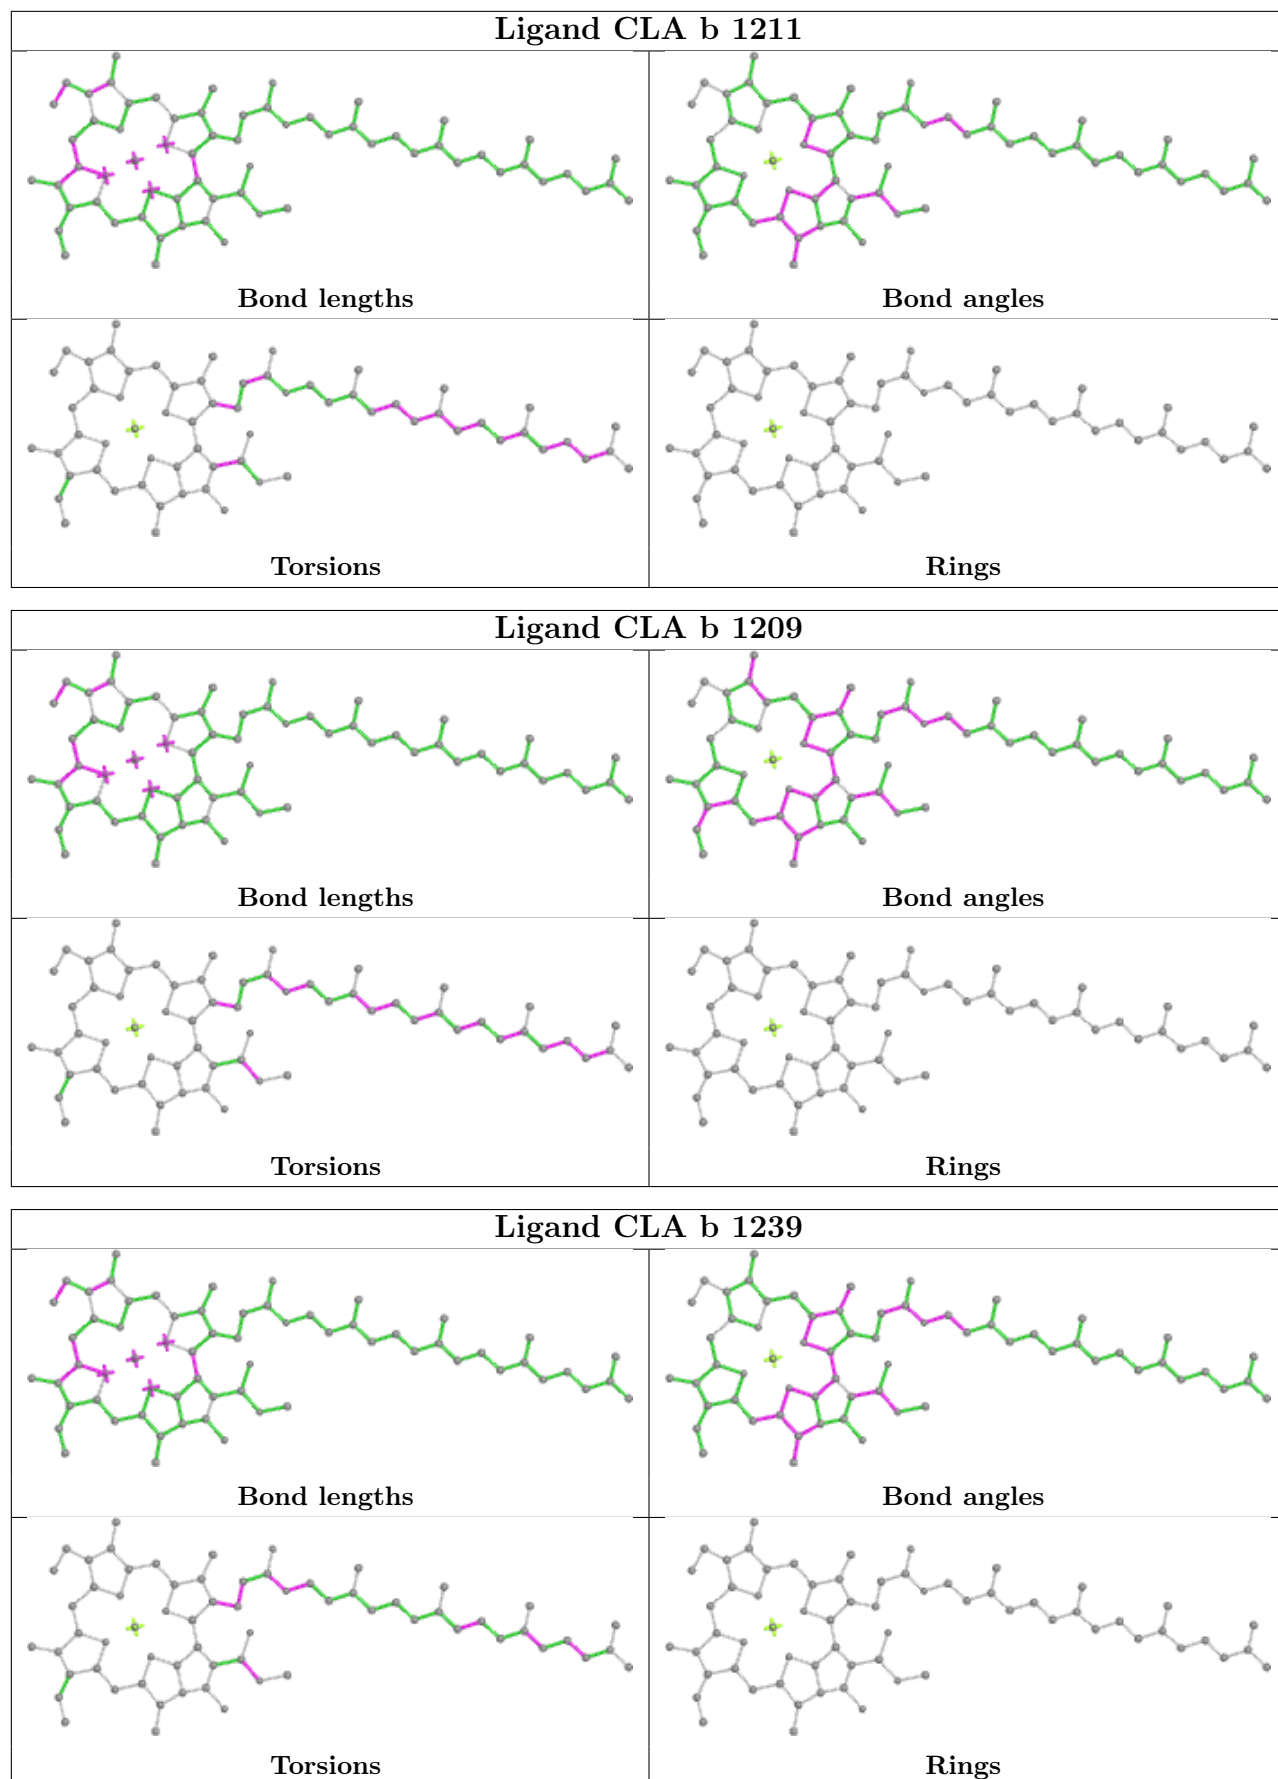 Ligand CLA b 1211
Bond lengths
Bond angles
Torsions
Rings
Ligand CLA b 1209
Bond lengths
Bond angles
Torsions
Rings
Ligand CLA b 1239
Bond lengths
Bond angles
Torsions
Rings